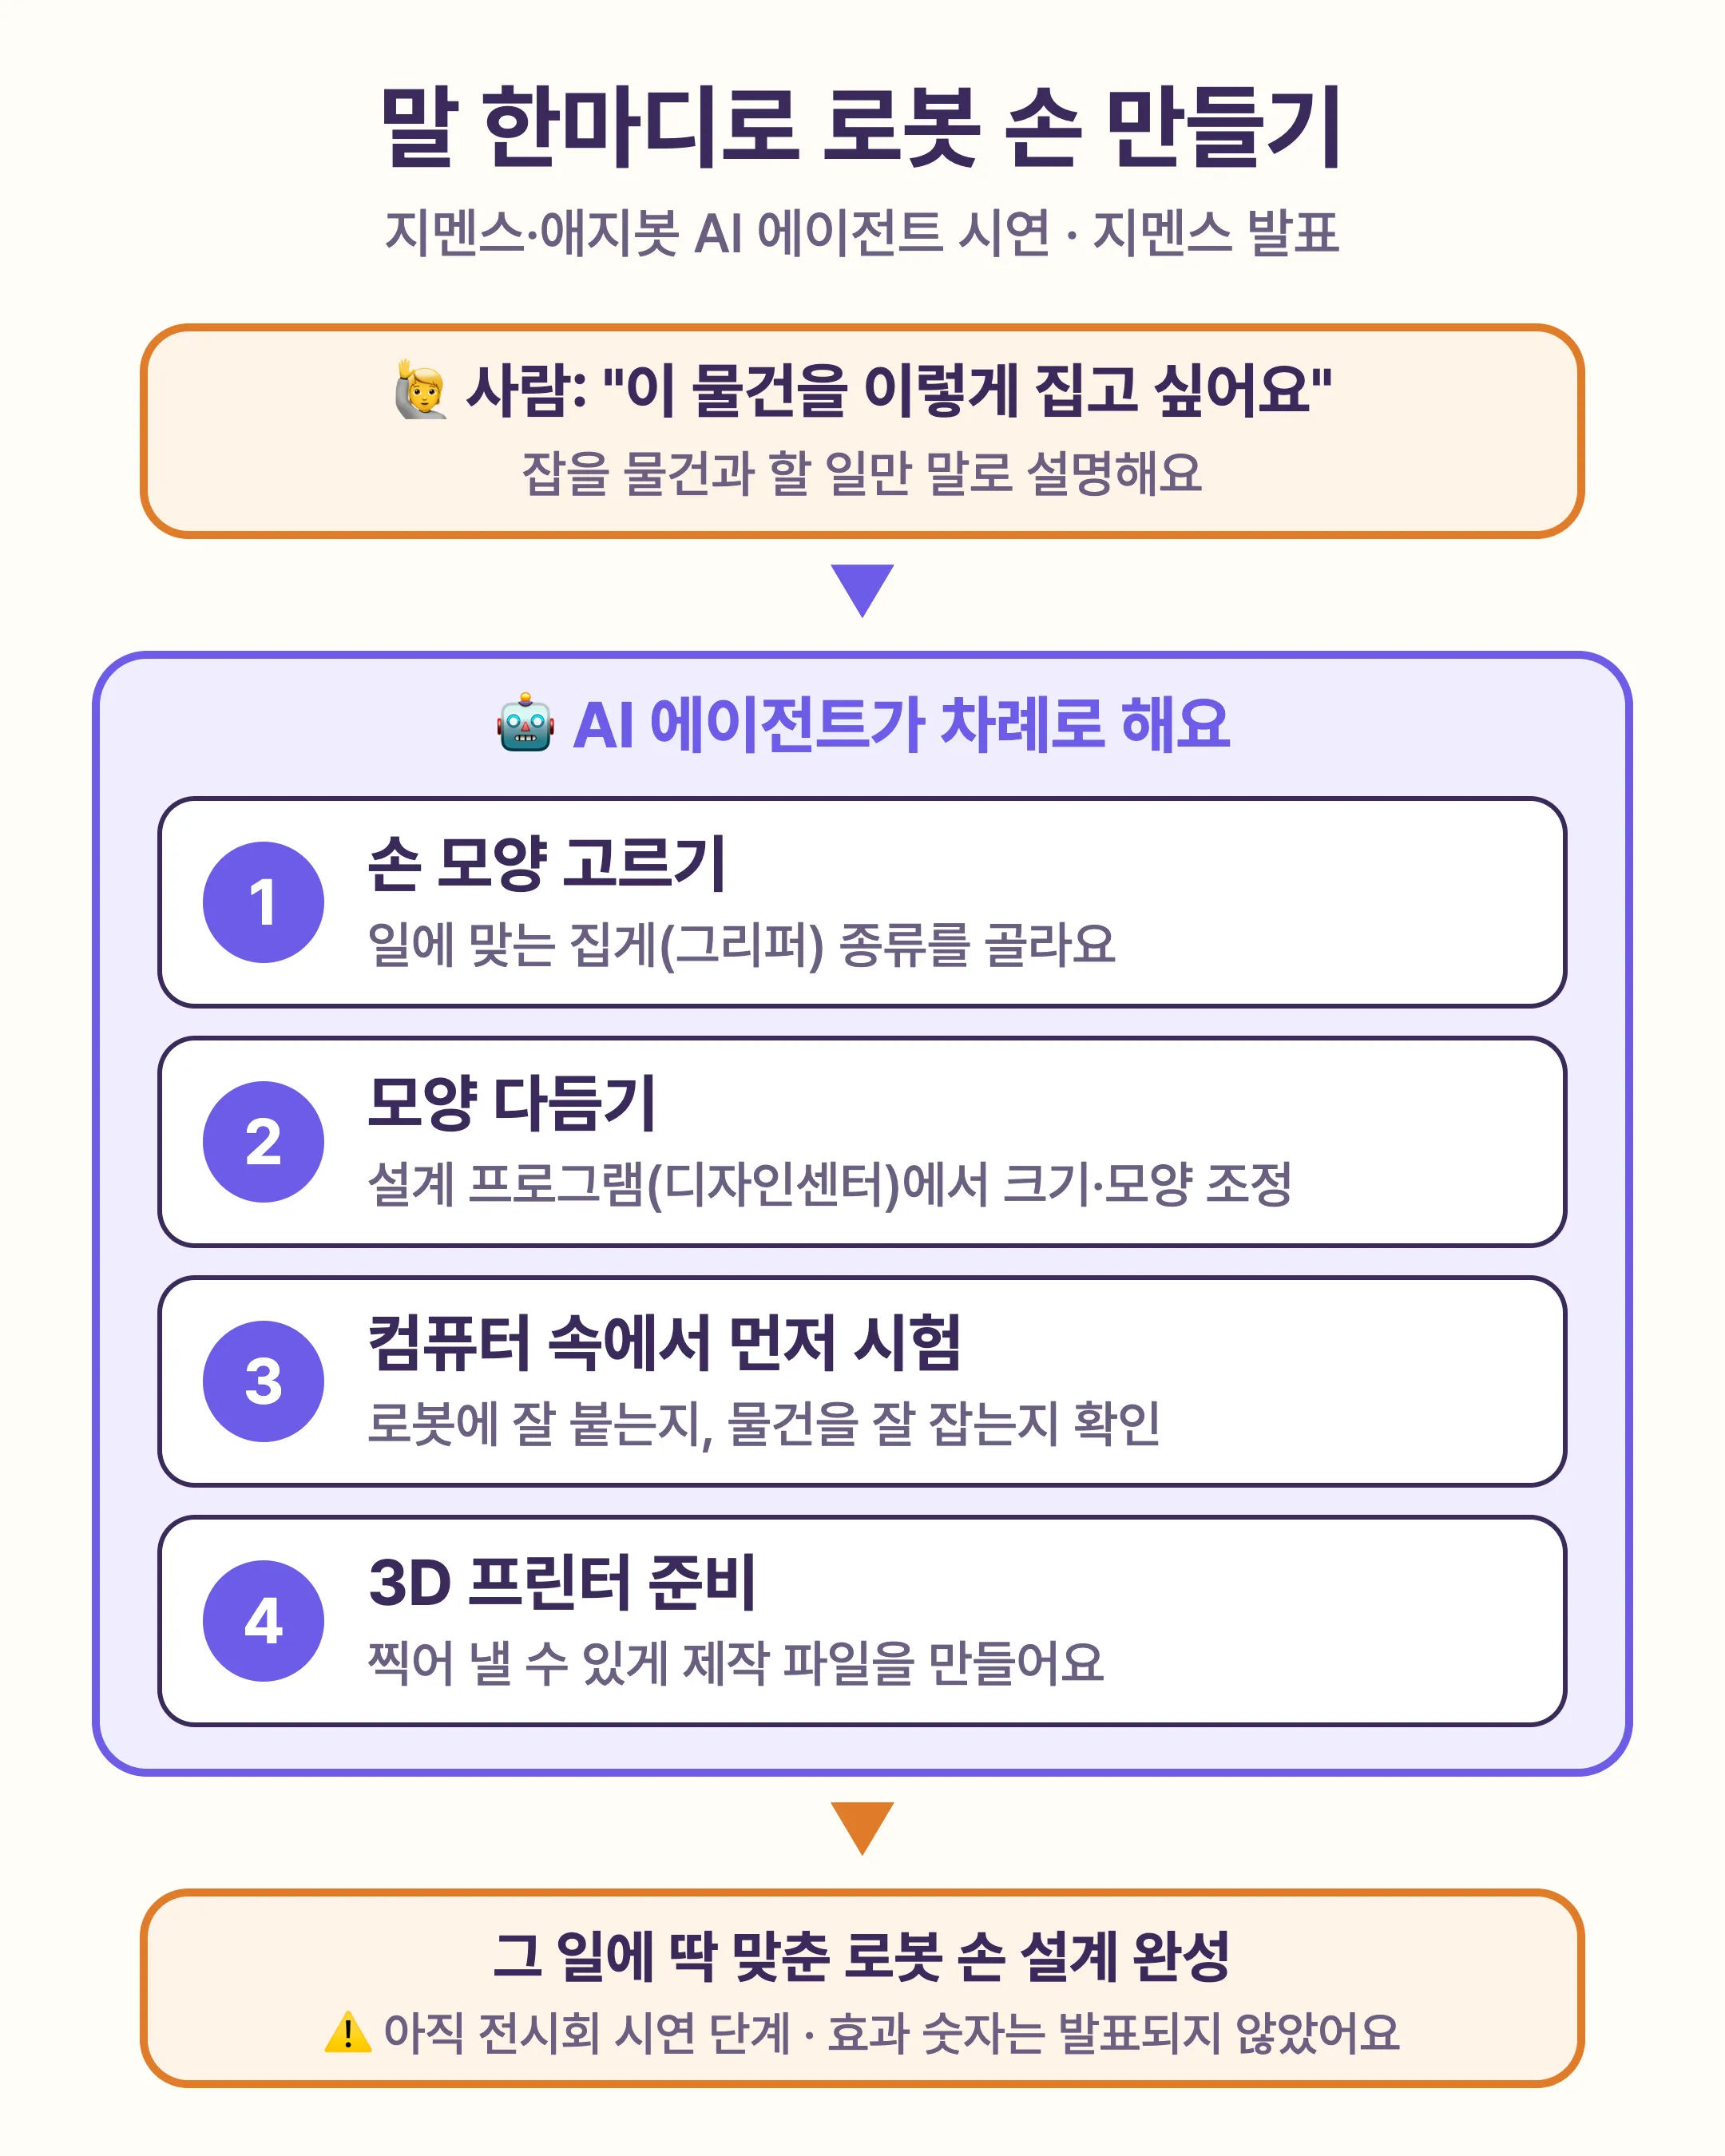 말 한마디로 로봇 손 만들기
지멘스·애지봇 AI 에이전트 시연 · 지멘스 발표
사람: "이 물건을 이렇게 집고 싶어요"
잡을 물건과 할 일만 말로 설명해요
AI 에이전트가 차례로 해요
1
손 모양 고르기
일에 맞는 집게(그리퍼) 종류를 골라요
2
모양 다듬기
설계 프로그램(디자인센터)에서 크기·모양 조정
3
컴퓨터 속에서 먼저 시험
로봇에 잘 붙는지, 물건을 잘 잡는지 확인
4
3D 프린터 준비
찍어 낼 수 있게 제작 파일을 만들어요
그 일에 딱 맞춘 로봇 손 설계 완성
⚠️ 아직 전시회 시연 단계 · 효과 숫자는 발표되지 않았어요